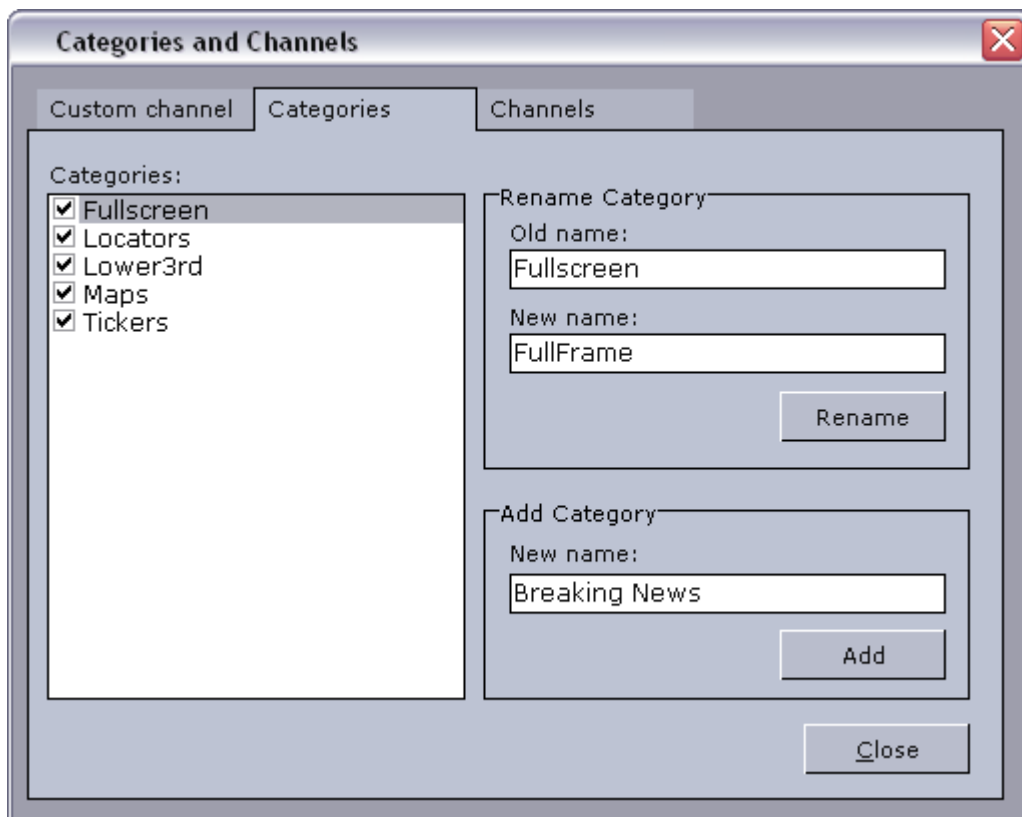 Categories and Channels
Custom channel
Categories
Channels
Categories:
Fullscreen
Locators
Lower3rd
Maps
Tickers
Rename Category
Old name:
Fullscreen
New name:
FullFrame
Rename
Add Category
New name:
Breaking News
Add
Close